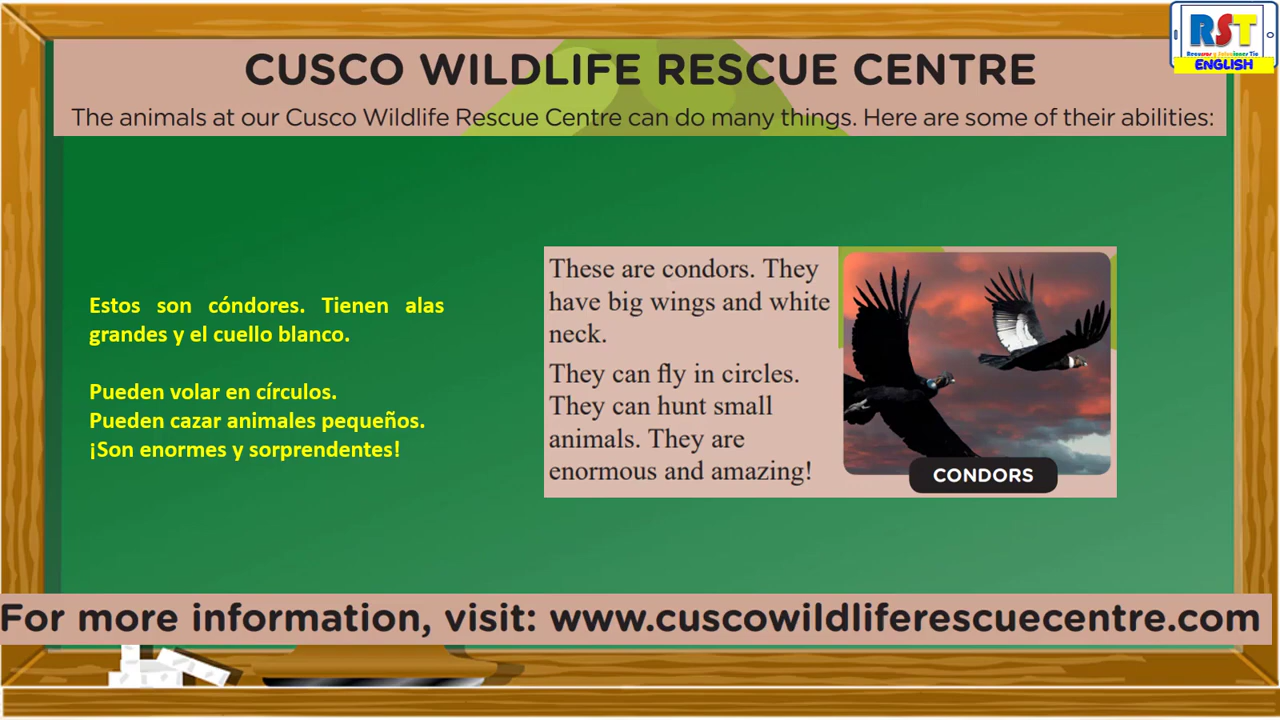 RST
Recursos y Soluciones Tic
ENGLISH
CUSCO WILDLIFE RESCUE CENTRE
The animals at our Cusco Wildlife Rescue Centre can do many things. Here are some of their abilities:
Estos son cóndores. Tienen alas
grandes y el cuello blanco.
Pueden volar en círculos.
Pueden cazar animales pequeños.
¡Son enormes y sorprendentes!
These are condors. They
have big wings and white
neck.
They can fly in circles.
They can hunt small
animals. They are
enormous and amazing!
CONDORS
For more information, visit: www.cuscowildliferescuecentre.com